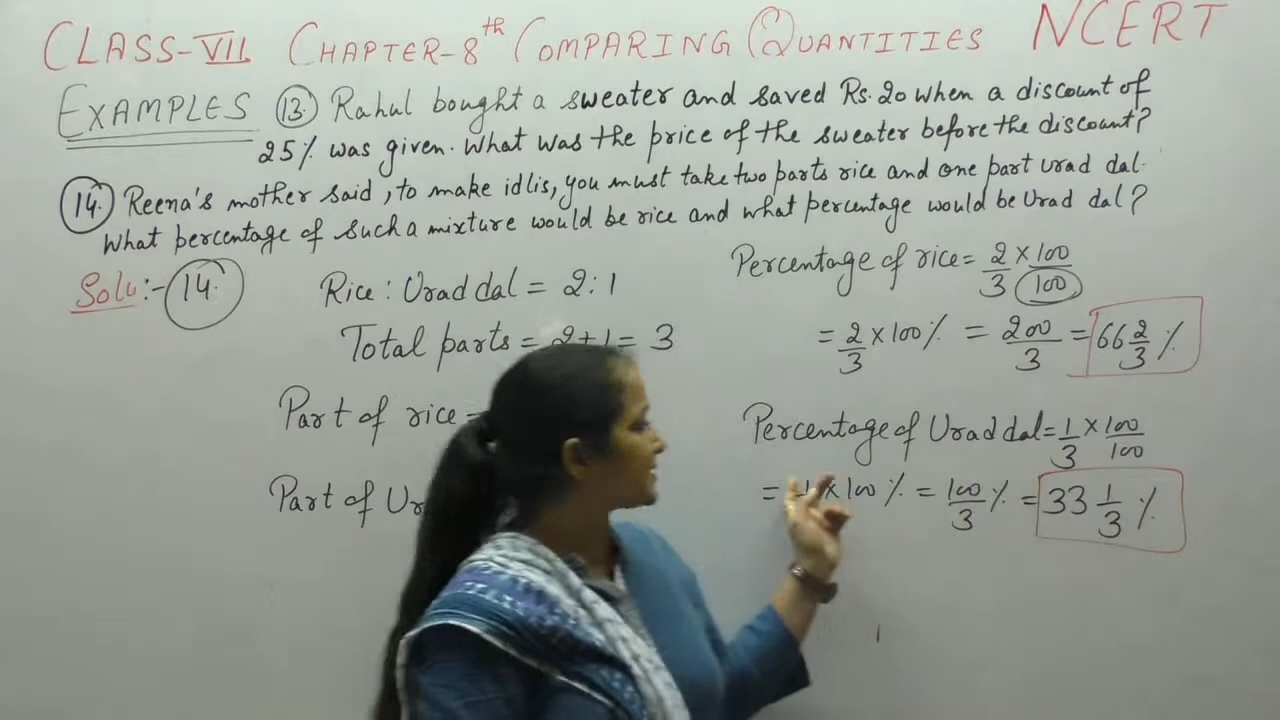 CLASS-VII CHAPTER-8th COMPARING QUANTITIES NCERT
EXAMPLES 13. Rahul bought a sweater and saved Rs. 20 when a discount of
25% was given. What was the price of the sweater before the discount?
14. Reena's mother said, to make idlis, you must take two parts rice and one part urad dal.
What percentage of such a mixture would be rice and what percentage would be Urad dal?
Solu:- 14.
Rice : Urad dal = 2:1
Total parts = 2+1 = 3
Part of rice =
Part of Ur
Percentage of rice = 2/3 × 100/100
= 2/3 × 100% = 200/3 = 66 2/3 %
Percentage of Urad dal = 1/3 × 100/100
= 1 × 100% = 100/3 % = 33 1/3 %